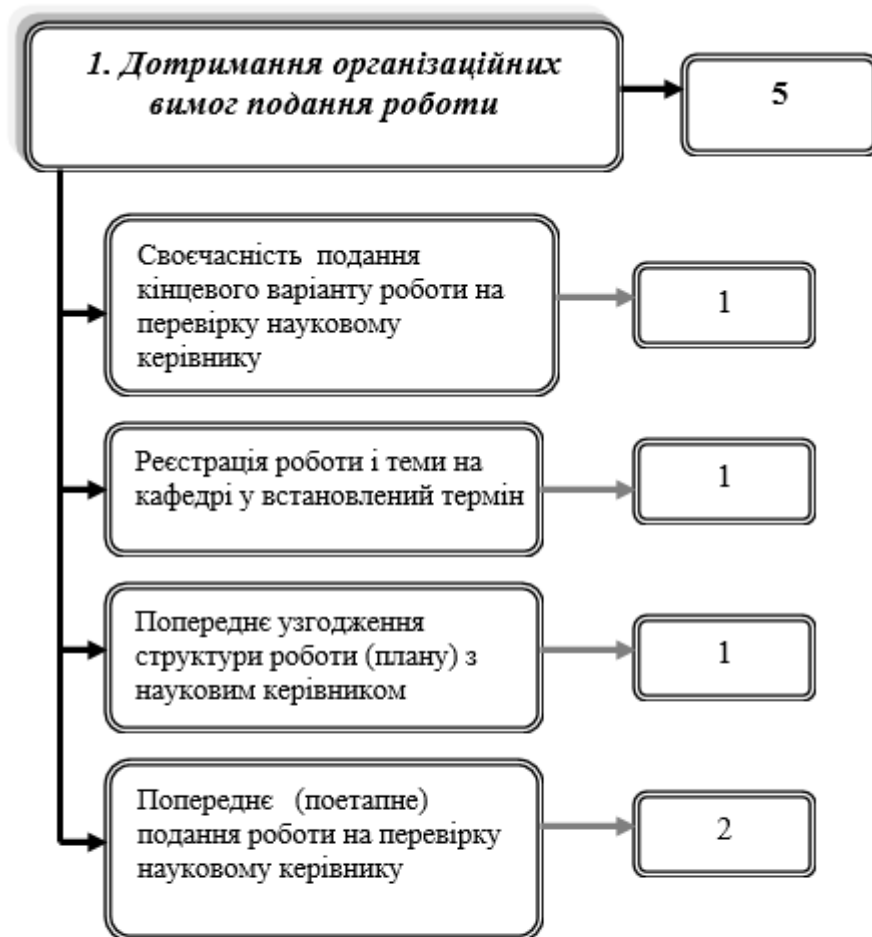 1. Дотримання організаційних
вимог подання роботи
5
Своєчасність подання
кінцевого варіанту роботи на
перевірку науковому
керівнику
1
Реєстрація роботи і теми на
кафедрі у встановлений термін
1
Попереднє узгодження
структури роботи (плану) з
науковим керівником
1
Попереднє (поетапне)
подання роботи на перевірку
науковому керівнику
2